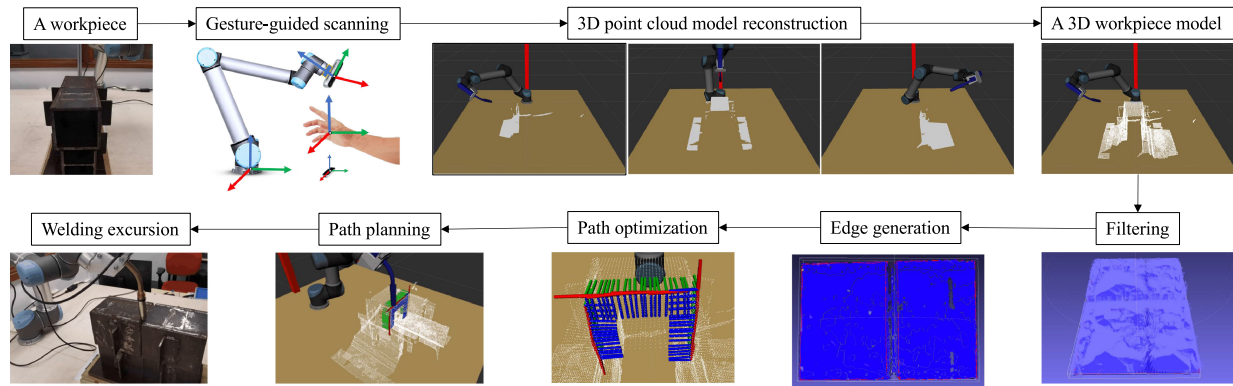 A workpiece
Gesture-guided scanning
3D point cloud model reconstruction
A 3D workpiece model
Welding excursion
Path planning
Path optimization
Edge generation
Filtering